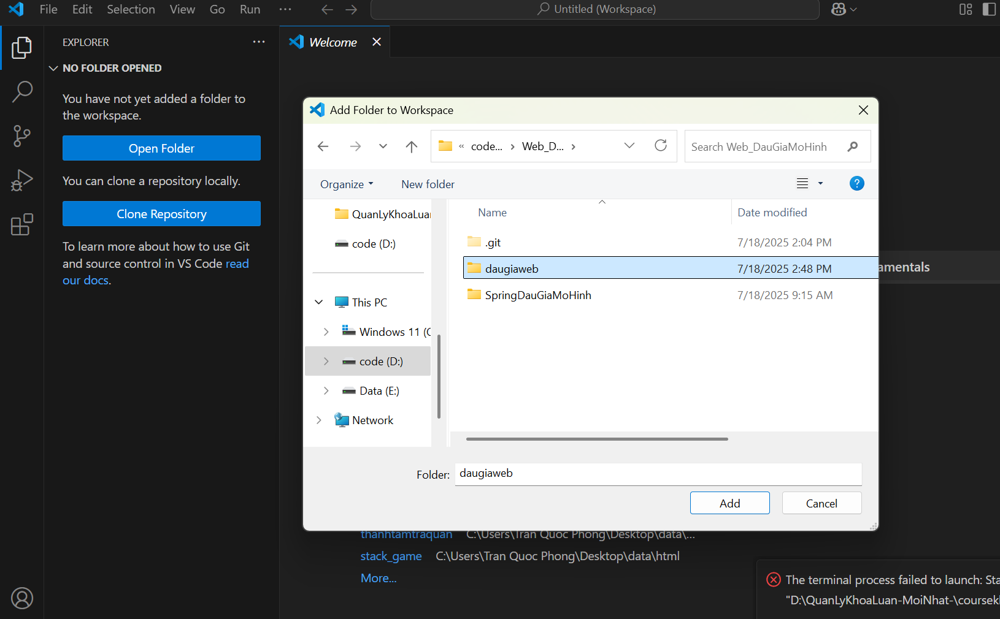 File Edit Selection View Go Run ...
Untitled (Workspace)
EXPLORER
Welcome
NO FOLDER OPENED
You have not yet added a folder to
the workspace.
Open Folder
You can clone a repository locally.
Clone Repository
To learn more about how to use Git
and source control in VS Code read
our docs.
Add Folder to Workspace
« code... > Web_D... >
Search Web_DauGiaMoHinh
Organize
New folder
?
QuanLyKhoaLua
code (D:)
This PC
Windows 11 (
code (D:)
Data (E:)
Network
Name Date modified
.git 7/18/2025 2:04 PM
daugiaweb 7/18/2025 2:48 PM
SpringDauGiaMoHinh 7/18/2025 9:15 AM
Folder: daugiaweb
Add Cancel
amentals
thanhtamtraquan C:\Users\Tran Quoc Phong\Desktop\data\...
stack_game C:\Users\Tran Quoc Phong\Desktop\data\html
More...
The terminal process failed to launch: Sta
"D:\QuanLyKhoaLuan-MoiNhat-\coursek